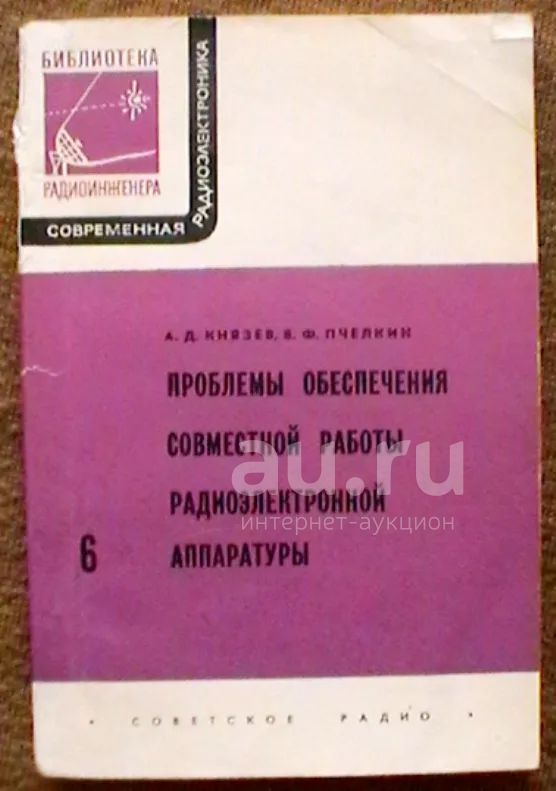 БИБЛИОТЕКА
РАДИОИНЖЕНЕРА
СОВРЕМЕННАЯ
РАДИОЭЛЕКТРОНИКА
А. Д. КНЯЗЕВ, В. Ф. ПЧЕЛКИН
ПРОБЛЕМЫ ОБЕСПЕЧЕНИЯ
СОВМЕСТНОЙ РАБОТЫ
РАДИОЭЛЕКТРОННОЙ
6 АППАРАТУРЫ
au.ru
интернет-аукцион
• СОВЕТСКОЕ РАДИО •